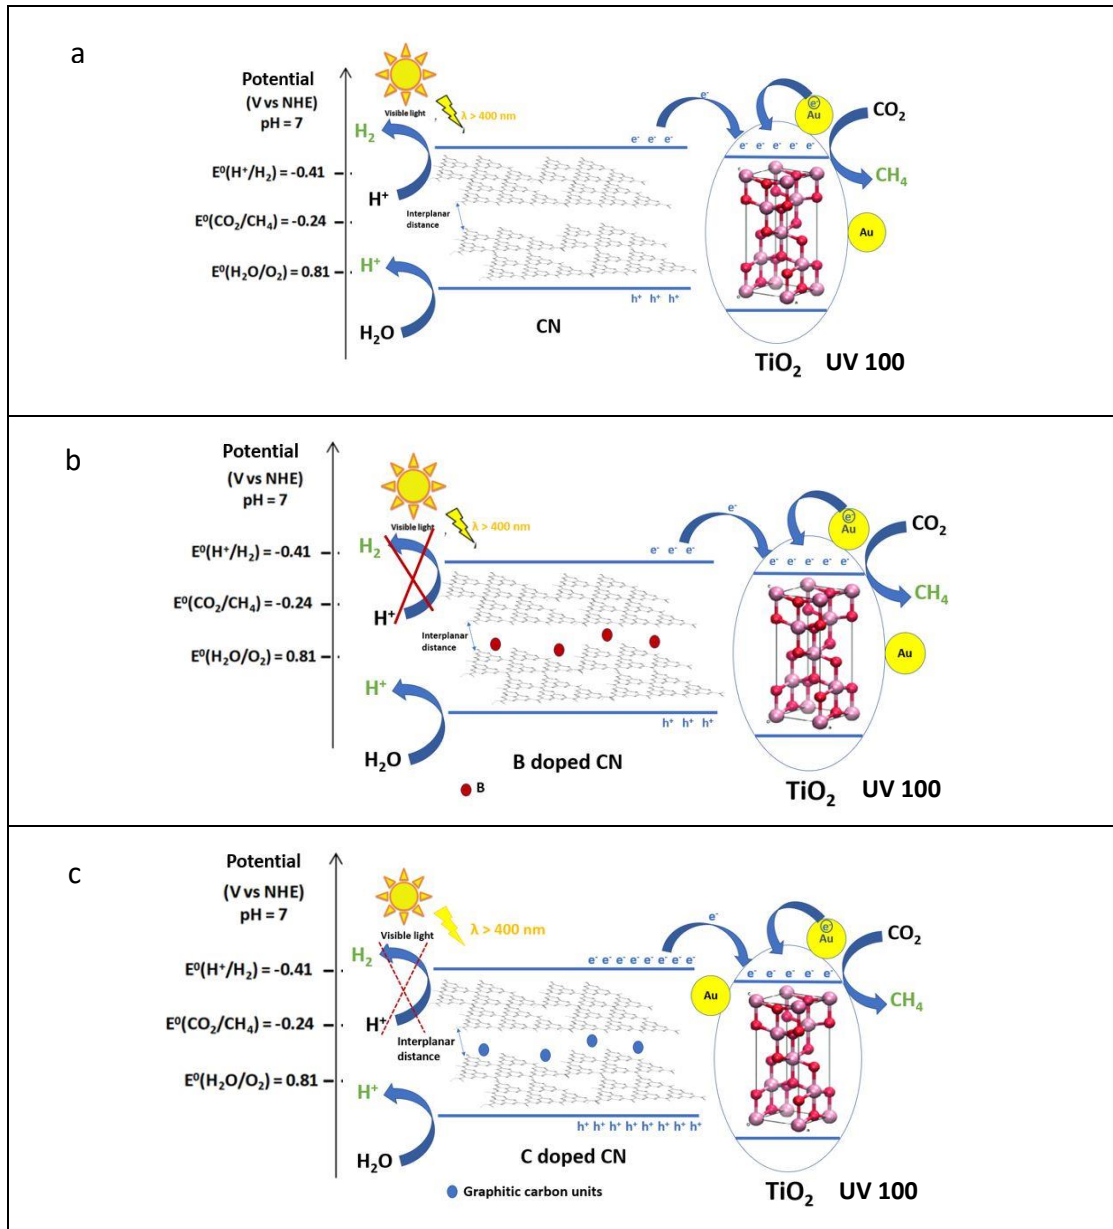 a
Potential
(V vs NHE)
pH = 7
Visible light
λ > 400 nm
H₂
E⁰(H⁺/H₂) = -0.41
H⁺
Interplanar
distance
E⁰(CO₂/CH₄) = -0.24
H⁺
E⁰(H₂O/O₂) = 0.81
H₂O
e⁻ e⁻ e⁻
h⁺ h⁺ h⁺
CN
e⁻
e⁻
Au
CO₂
e⁻ e⁻ e⁻ e⁻ e⁻
CH₄
Au
TiO₂ UV 100
b
Potential
(V vs NHE)
pH = 7
Visible light
λ > 400 nm
E⁰(H⁺/H₂) = -0.41
H₂
E⁰(CO₂/CH₄) = -0.24
H⁺
Interplanar
distance
E⁰(H₂O/O₂) = 0.81
H⁺
H₂O
e⁻ e⁻ e⁻
h⁺ h⁺ h⁺
B doped CN
B
e⁻
e⁻
Au
CO₂
e⁻ e⁻ e⁻ e⁻ e⁻
CH₄
Au
TiO₂ UV 100
c
Potential
(V vs NHE)
pH = 7
Visible light
λ > 400 nm
H₂
E⁰(H⁺/H₂) = -0.41
E⁰(CO₂/CH₄) = -0.24
H⁺
Interplanar
distance
E⁰(H₂O/O₂) = 0.81
H⁺
H₂O
e⁻ e⁻ e⁻ e⁻ e⁻ e⁻ e⁻ e⁻
h⁺ h⁺ h⁺ h⁺ h⁺ h⁺ h⁺ h⁺
C doped CN
Graphitic carbon units
e⁻
e⁻
Au
CO₂
e⁻ e⁻ e⁻ e⁻ e⁻
Au
CH₄
TiO₂ UV 100